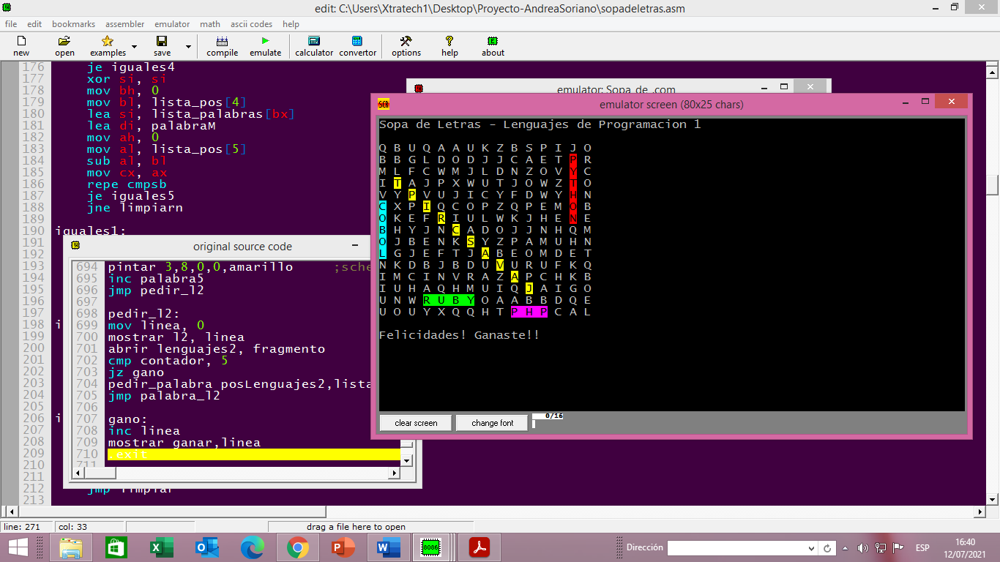 edit: C:\Users\Xtratech1\Desktop\Proyecto-AndreaSoriano\sopadeletras.asm
file edit bookmarks assembler emulator math ascii codes help
new open examples save compile emulate calculator convertor options help about
176 je iguales4
177 xor si, si
178 mov bh, 0
179 mov bl, lista_pos[4]
180 lea si, lista_palabras[bx]
181 lea di, palabraM
182 mov ah, 0
183 mov al, lista_pos[5]
184 sub al, bl
185 mov cx, ax
186 repe cmpsb
187 je iguales5
188 jne limpiarn
189
190 iguales1:
191
192
193
194
195
196
197
198
199
200
201
202
203
204
205
206
207
208
209
210
211
212 jmp limpiar
213
emulator: Sopa de .com
emulator screen (80x25 chars)
Sopa de Letras - Lenguajes de Programacion 1
Q B U Q A A U K Z B S P I J O
B B G L D O D J J C A E T P R
M L F C W M J L D N Z O V Y C
I T A J P X W U T J O W Z T O
V Y P V U J I C Y F D W Y H N
C X P I Q C O P Z Q P E M O B
O K E F R I U L W K J H E N E
B H Y J N C A D O J J N H Q M
O J B E N K S Y Z P A M U H N
L G J E F T J A B E O M D E T
N K D B J B D U V U R U F K Q
I M C I N V R A Z A P C H K B
I U H A Q H M U I Q J A I G O
U N W R U B Y O A A B B D Q E
U O U Y X Q Q H T P H P C A L
Felicidades! Ganaste!!
clear screen change font 0/16
original source code
694 pintar 3,8,0,0,amarillo
695 inc palabra5
696 jmp pedir_l2
697
698 pedir_l2:
699 mov linea, 0
700 mostrar l2, linea
701 abrir lenguajes2, fragmento
702 cmp contador, 5
703 jz gano
704 pedir_palabra posLenguajes2,lista
705 jmp palabra_l2
706
707 gano:
708 inc linea
709 mostrar ganar,linea
710 .exit
711
line: 271 col: 33 drag a file here to open
8086
Dirección ESP
16:40
12/07/2021